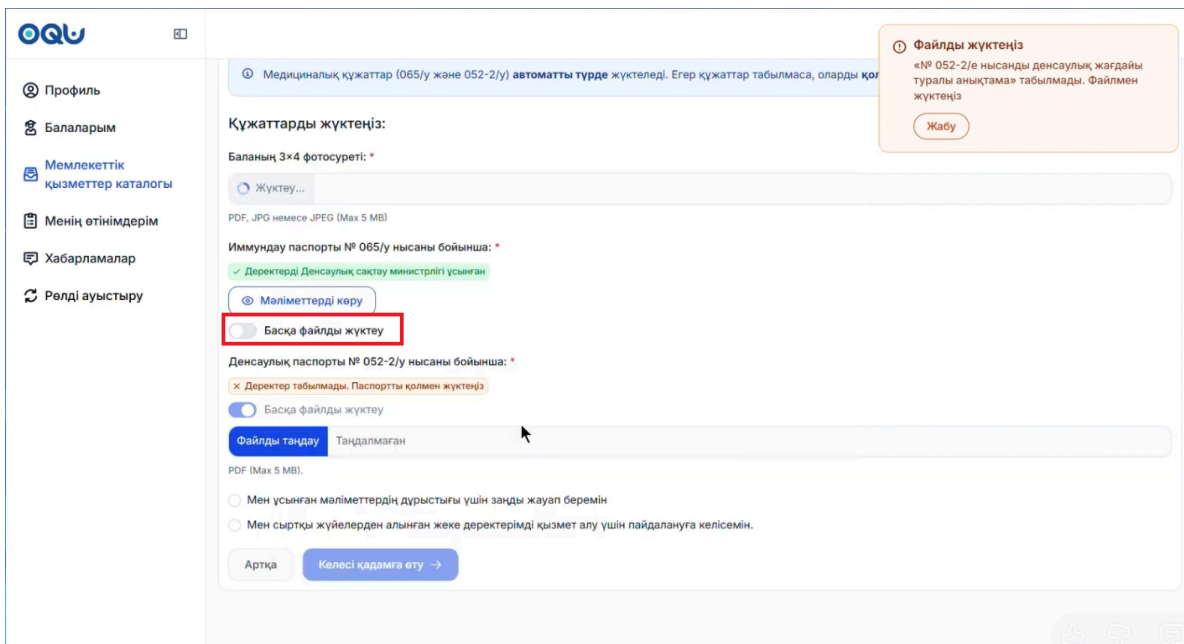 OQU
Профиль
Балаларым
Мемлекеттік
қызметтер каталогы
Менің өтінімдерім
Хабарламалар
Рөлді ауыстыру
Медициналық құжаттар (065/у және 052-2/у) автоматты түрде жүктеледі. Егер құжаттар табылмаса, оларды қол
Файлды жүктеңіз
«№ 052-2/е нысанды денсаулық жағдайы
туралы анықтама» табылмады. Файлмен
жүктеңіз
Жабу
Құжаттарды жүктеңіз:
Баланың 3×4 фотосуреті: *
Жүктеу...
PDF, JPG немесе JPEG (Max 5 MB)
Иммундау паспорты № 065/у нысаны бойынша: *
Деректерді Денсаулық сақтау министрлігі ұсынған
Мәліметтерді көру
Басқа файлды жүктеу
Денсаулық паспорты № 052-2/у нысаны бойынша: *
Деректер табылмады. Паспортты қолмен жүктеңіз
Басқа файлды жүктеу
Файлды таңдау Таңдалмаған
PDF (Max 5 MB).
Мен ұсынған мәліметтердің дұрыстығы үшін заңды жауап беремін
Мен сыртқы жүйелерден алынған жеке деректерімді қызмет алу үшін пайдалануға келісемін.
Артқа
Келесі қадамға өту →